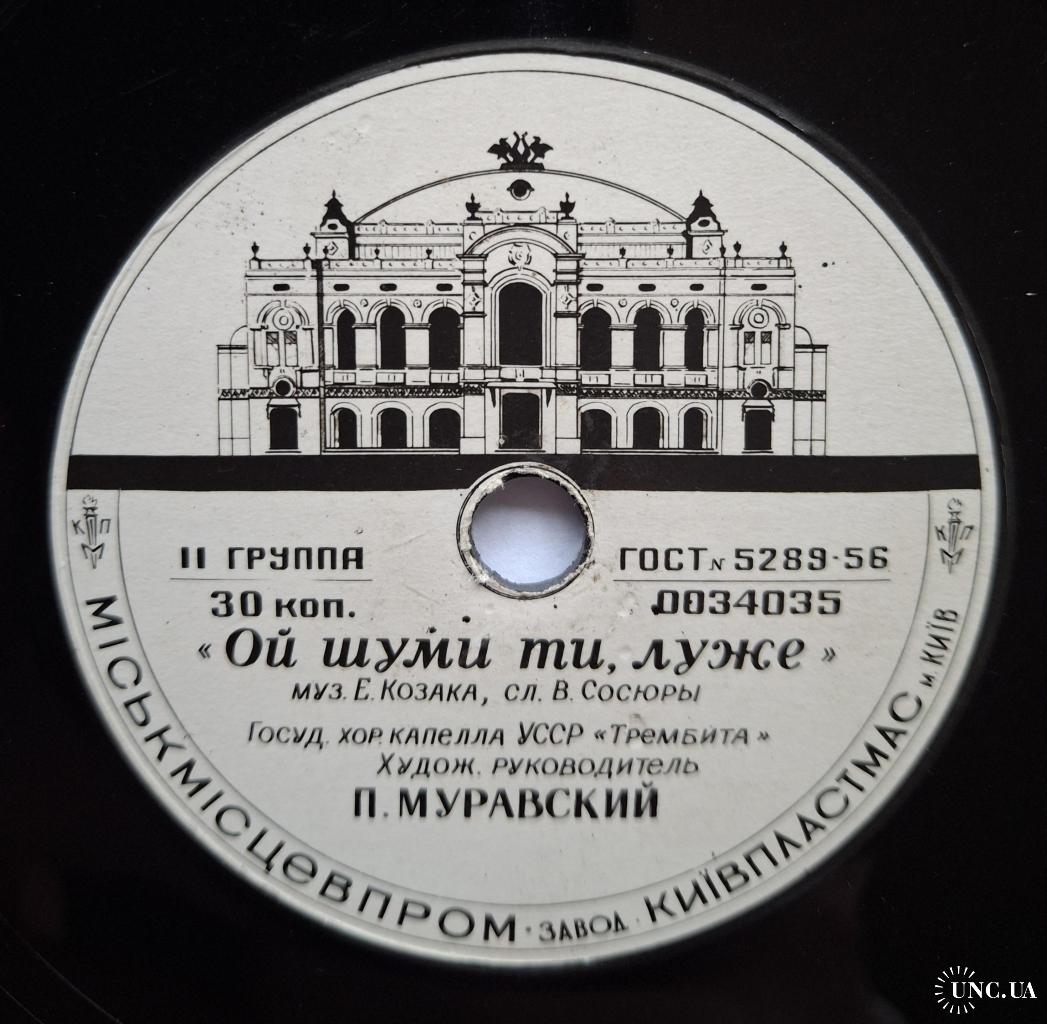 К П М
К П М
II ГРУППА
ГОСТ № 5289-56
30 коп.
Д0034035
«Ой шуми ти, луже»
муз. Е. Козака, сл. В. Сосюры
Госуд. хор. капелла УССР «Трембита»
Худож. руководитель
П. МУРАВСКИЙ
МІСЬКМІСЦЕВПРОМ · ЗАВОД · КИЇВПЛАСТМАС м. КИЇВ
UNC.UA